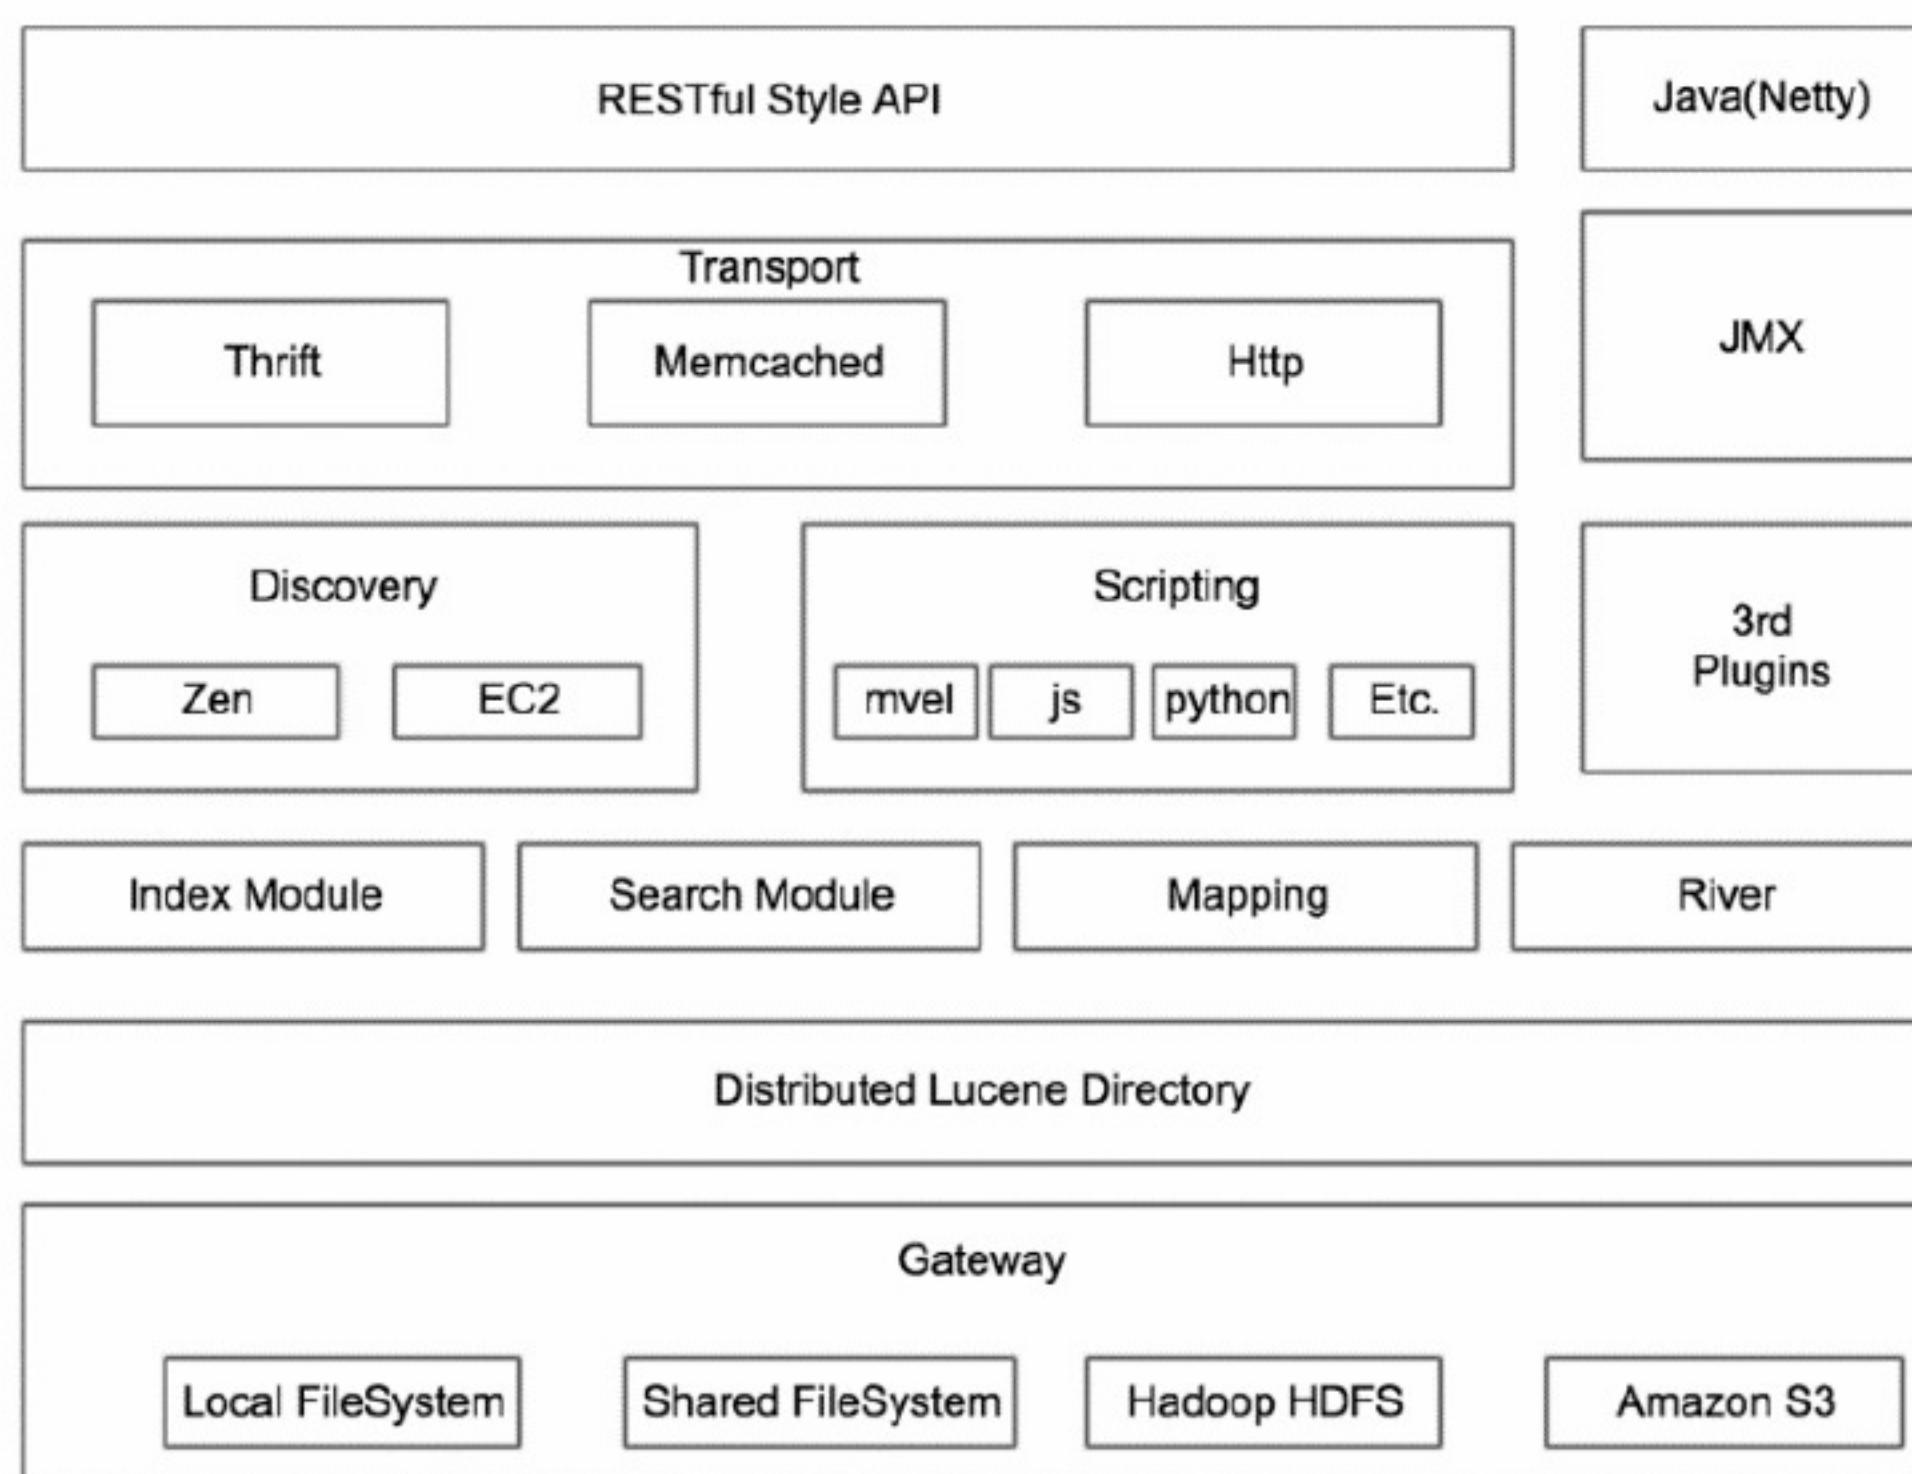 RESTful Style API
Java(Netty)
Transport
Thrift
Memcached
Http
JMX
Discovery
Zen
EC2
Scripting
mvel
js
python
Etc.
3rd
Plugins
Index Module
Search Module
Mapping
River
Distributed Lucene Directory
Gateway
Local FileSystem
Shared FileSystem
Hadoop HDFS
Amazon S3